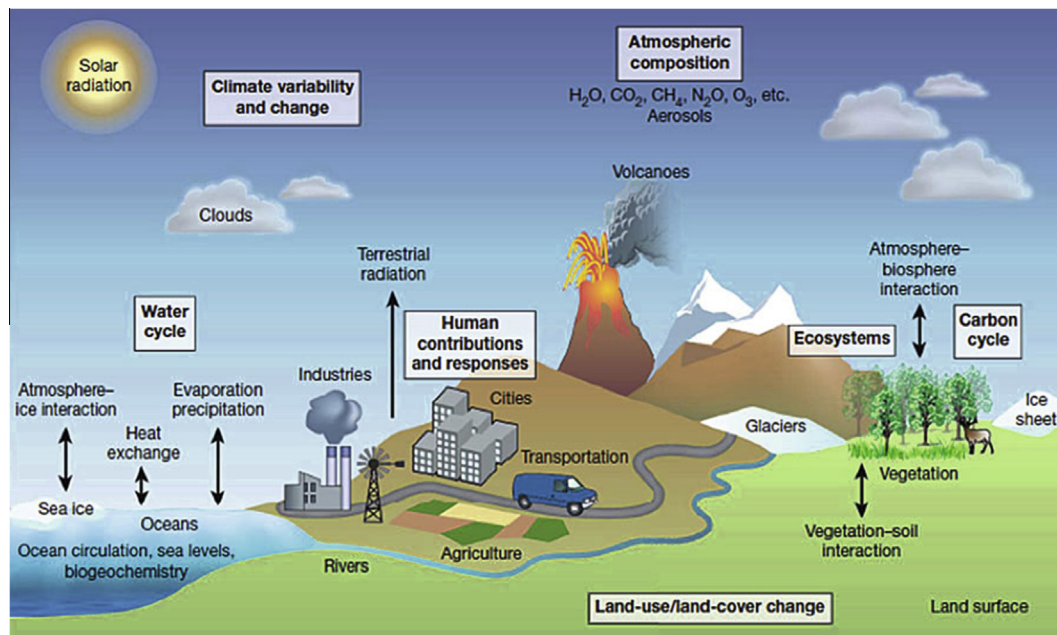 Solar
radiation
Climate variability
and change
Atmospheric
composition
H₂O, CO₂, CH₄, N₂O, O₃, etc.
Aerosols
Volcanoes
Clouds
Terrestrial
radiation
Atmosphere–
biosphere
interaction
Water
cycle
Human
contributions
and responses
Ecosystems
Carbon
cycle
Atmosphere–
ice interaction
Evaporation
precipitation
Industries
Cities
Ice
sheet
Heat
exchange
Glaciers
Transportation
Vegetation
Sea ice
Oceans
Ocean circulation, sea levels,
biogeochemistry
Rivers
Agriculture
Vegetation–soil
interaction
Land-use/land-cover change
Land surface